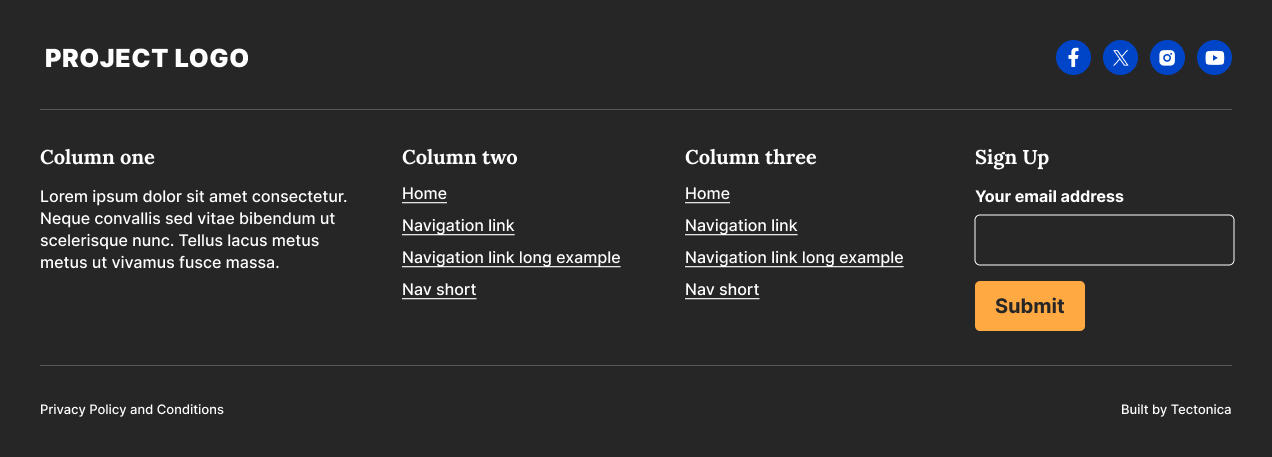 PROJECT LOGO
Column one
Lorem ipsum dolor sit amet consectetur.
Neque convallis sed vitae bibendum ut
scelerisque nunc. Tellus lacus metus
metus ut vivamus fusce massa.
Column two
Home
Navigation link
Navigation link long example
Nav short
Column three
Home
Navigation link
Navigation link long example
Nav short
Sign Up
Your email address
Submit
Privacy Policy and Conditions
Built by Tectonica